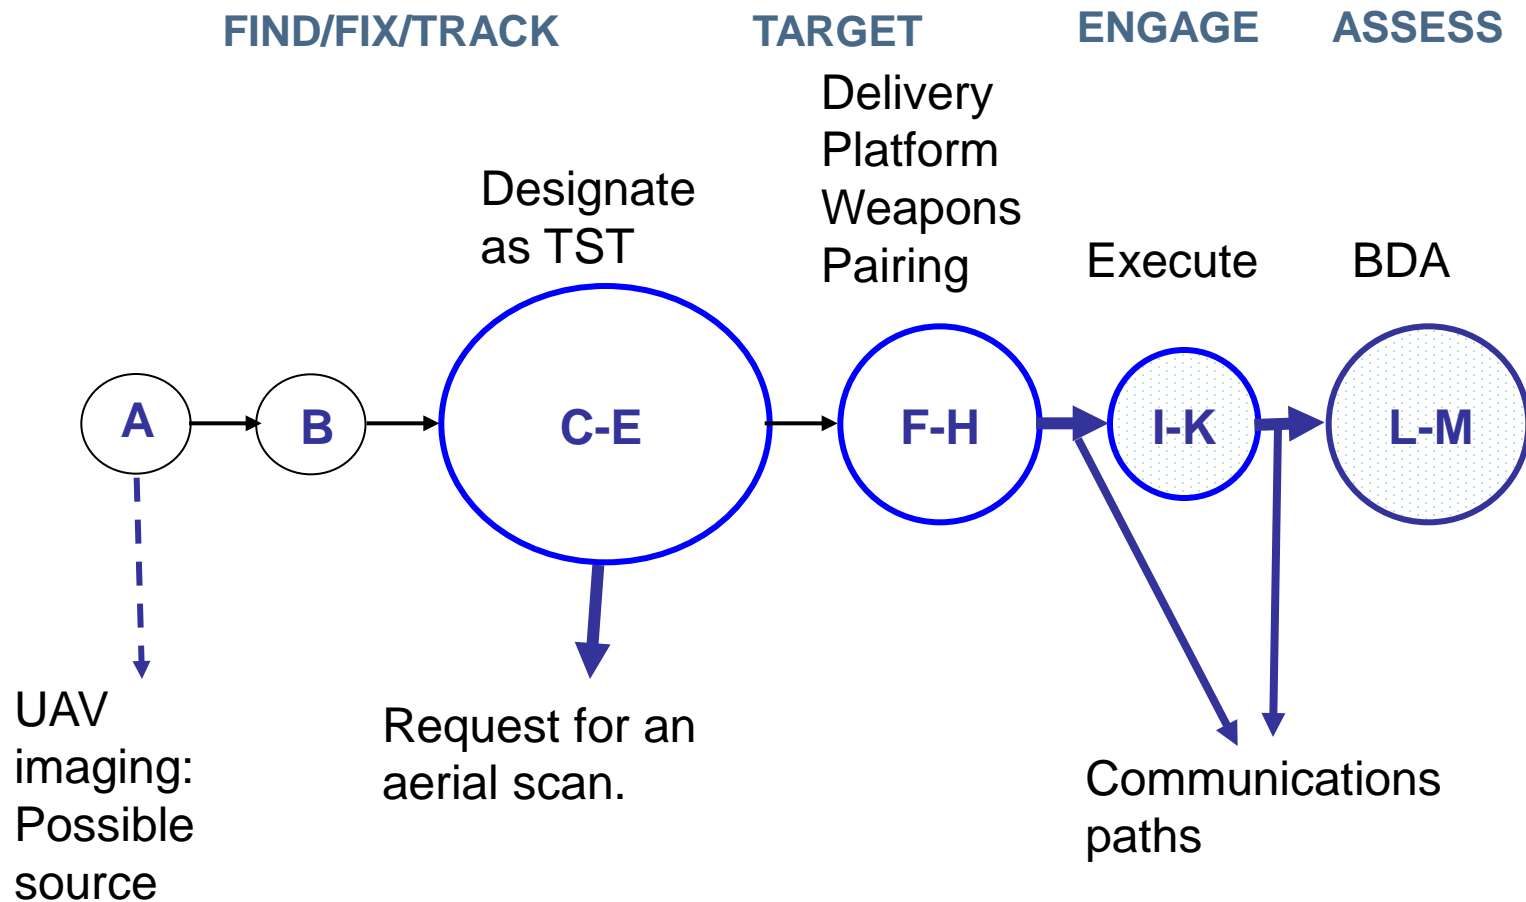 FIND/FIX/TRACK
TARGET
ENGAGE
ASSESS
Delivery
Platform
Weapons
Pairing
Designate
as TST
Execute
BDA
A
B
C-E
F-H
I-K
L-M
UAV
imaging:
Possible
source
Request for an
aerial scan.
Communications
paths